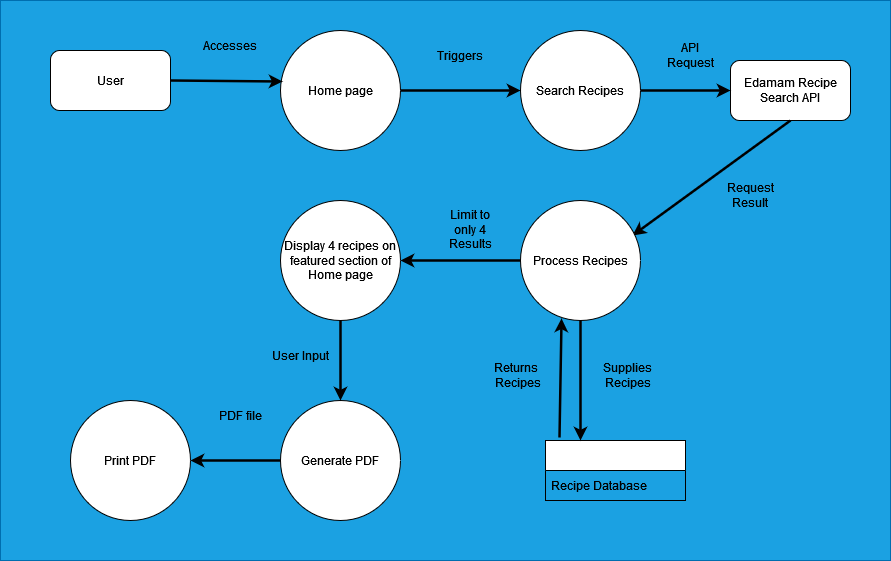 Accesses
User
Home page
Triggers
Search Recipes
API
Request
Edamam Recipe
Search API
Request
Result
Process Recipes
Limit to
only 4
Results
Display 4 recipes on
featured section of
Home page
Returns
Recipes
Supplies
Recipes
Recipe Database
User Input
Generate PDF
PDF file
Print PDF